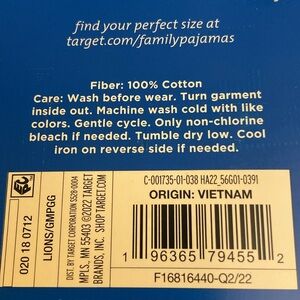 find your perfect size at
target.com/familypajamas
Fiber: 100% Cotton
Care: Wash before wear. Turn garment
inside out. Machine wash cold with like
colors. Gentle cycle. Only non-chlorine
bleach if needed. Tumble dry low. Cool
iron on reverse side if needed.
020 18 0712
LIONS/GMPGG
DIST. BY TARGET CORPORATION 5528-0004
MPLS, MN 55403 ©2022 TARGET
BRANDS, INC. SHOP TARGET.COM
C-001735-01-038 HA22_56G01-0391
ORIGIN: VIETNAM
1 96365 79455 2
F16816440-Q2/22